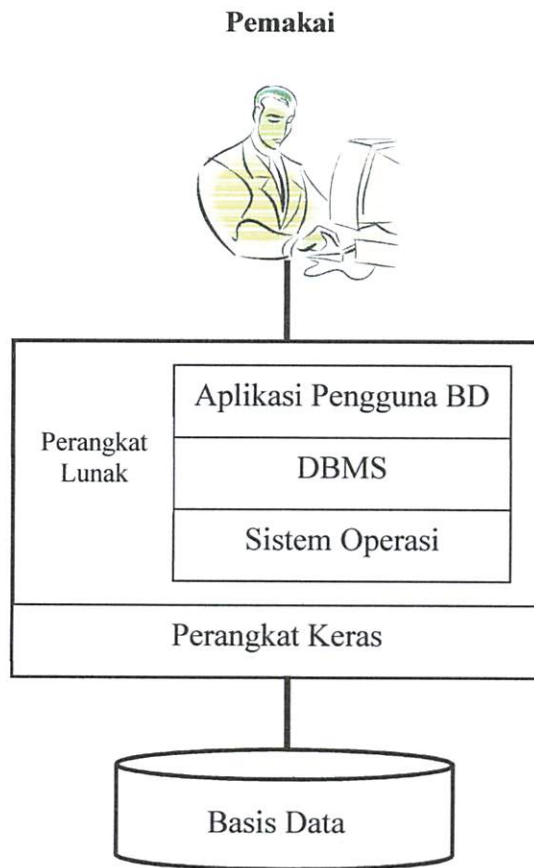 Pemakai
Aplikasi Pengguna BD
Perangkat
Lunak
DBMS
Sistem Operasi
Perangkat Keras
Basis Data